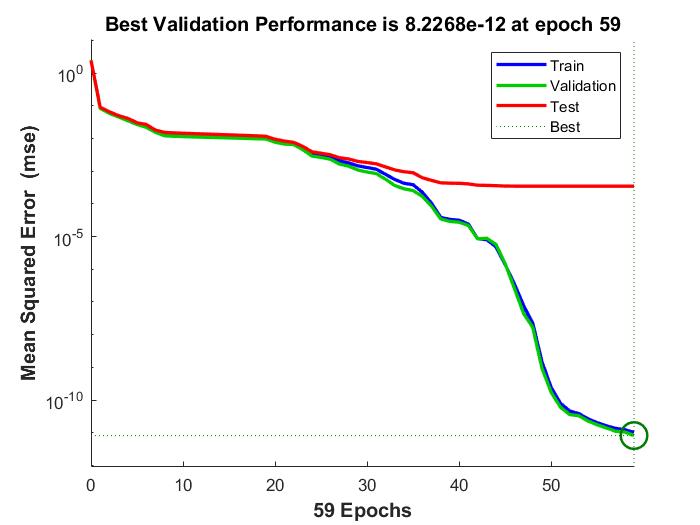 Best Validation Performance is 8.2268e-12 at epoch 59
Mean Squared Error (mse)
10^0
10^-5
10^-10
Train
Validation
Test
Best
0 10 20 30 40 50
59 Epochs